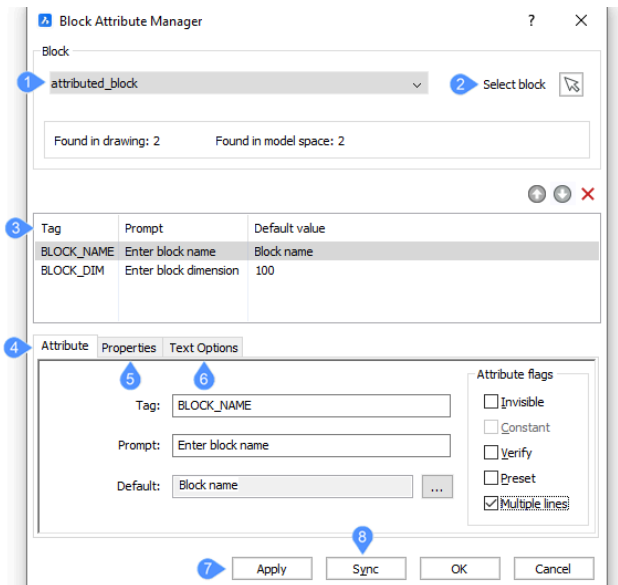 Block Attribute Manager ? ×
Block
1 attributed_block
2 Select block
Found in drawing: 2 Found in model space: 2
3 Tag Prompt Default value
BLOCK_NAME Enter block name Block name
BLOCK_DIM Enter block dimension 100
4 Attribute Properties Text Options
5 6
Attribute flags
Tag: BLOCK_NAME
Invisible
Constant
Prompt: Enter block name
Verify
Preset
Default: Block name ...
Multiple lines
8
7 Apply Sync OK Cancel